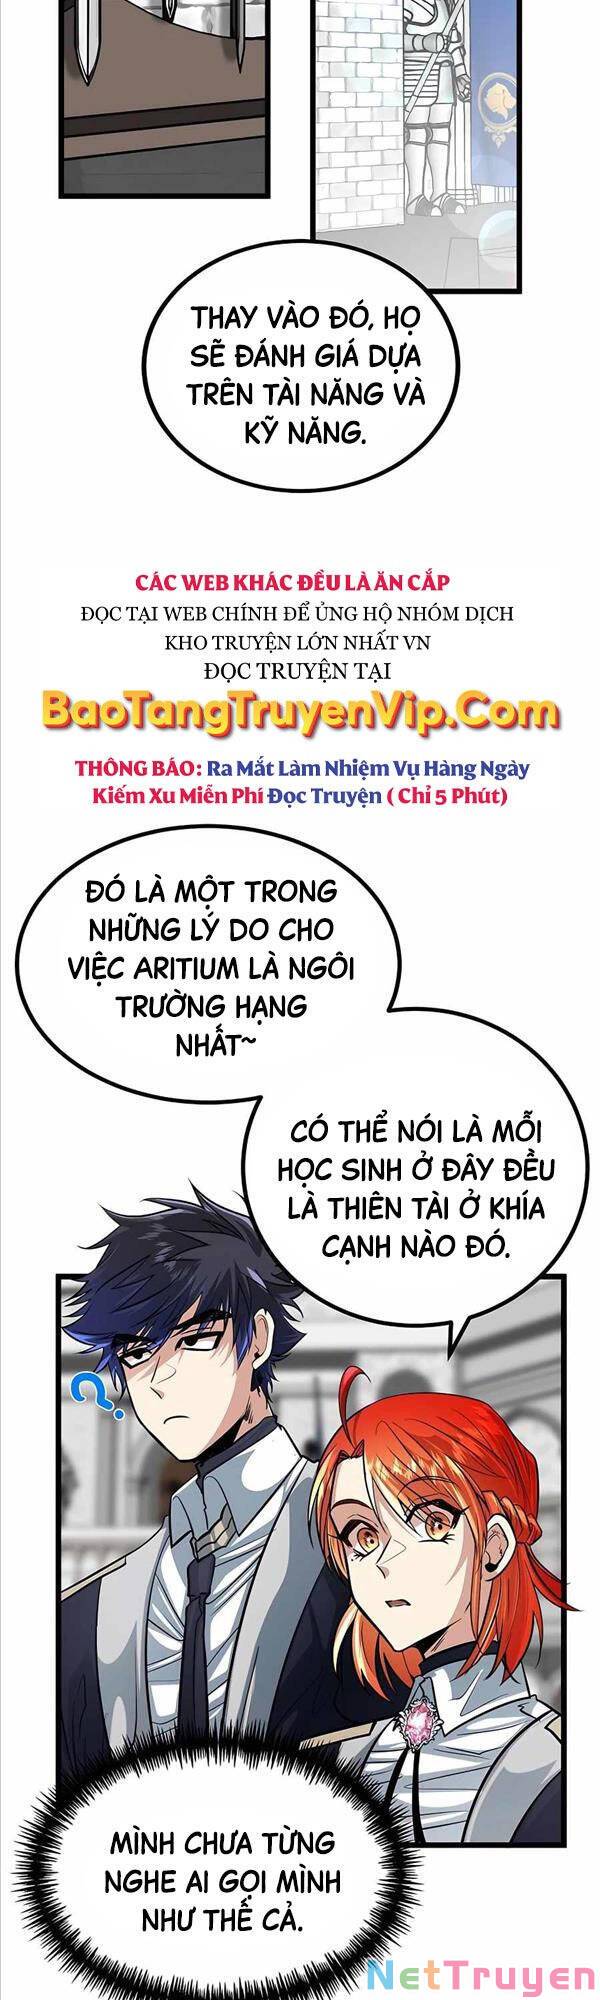 THAY VÀO ĐÓ, HỌ
SẼ ĐÁNH GIÁ DỰA
TRÊN TÀI NĂNG VÀ
KỸ NĂNG.
CÁC WEB KHÁC ĐỀU LÀ ĂN CẮP
ĐỌC TẠI WEB CHÍNH ĐỂ ỦNG HỘ NHÓM DỊCH
KHO TRUYỆN LỚN NHẤT VN
ĐỌC TRUYỆN TẠI
BaoTangTruyenVip.Com
THÔNG BÁO: Ra Mắt Làm Nhiệm Vụ Hàng Ngày
Kiếm Xu Miễn Phí Đọc Truyện ( Chỉ 5 Phút)
ĐÓ LÀ MỘT TRONG
NHỮNG LÝ DO CHO
VIỆC ARITIUM LÀ NGÔI
TRƯỜNG HẠNG
NHẤT~
CÓ THỂ NÓI LÀ MỖI
HỌC SINH Ở ĐÂY ĐỀU
LÀ THIÊN TÀI Ở KHÍA
CẠNH NÀO ĐÓ.
?
MÌNH CHƯA TỪNG
NGHE AI GỌI MÌNH
NHƯ THẾ CẢ.
NetTruyen